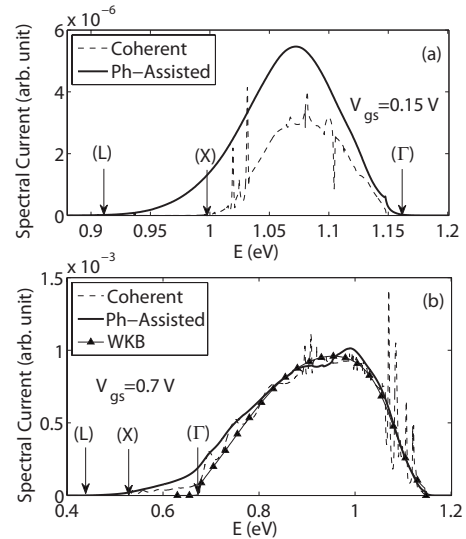 x 10⁻⁶
6
Coherent
Ph−Assisted
(a)
V_gs=0.15 V
4
2
0
(L)
(X)
(Γ)
Spectral Current (arb. unit)
0.9 0.95 1 1.05 1.1 1.15 1.2
E (eV)
x 10⁻³
1.5
Coherent
Ph−Assisted
WKB
(b)
V_gs=0.7 V
1
0.5
0
(L)
(X)
(Γ)
Spectral Current (arb. unit)
0.4 0.6 0.8 1 1.2
E (eV)